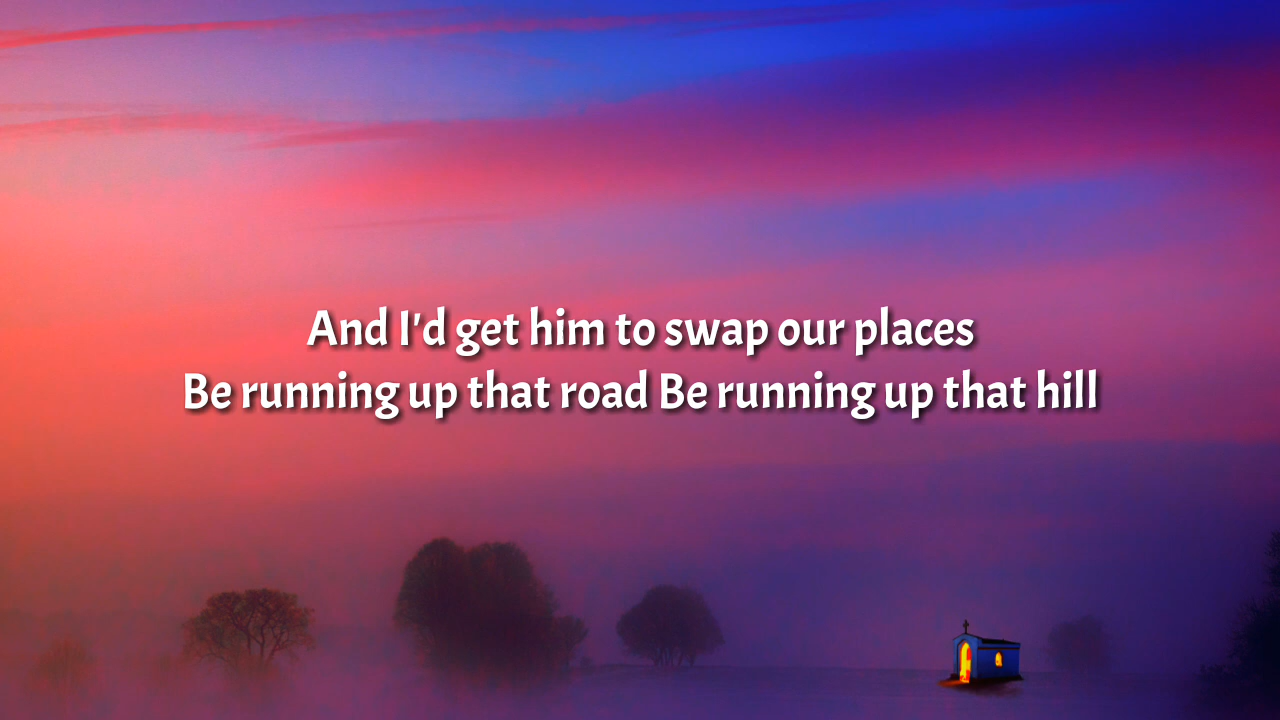 And I'd get him to swap our places
Be running up that road Be running up that hill